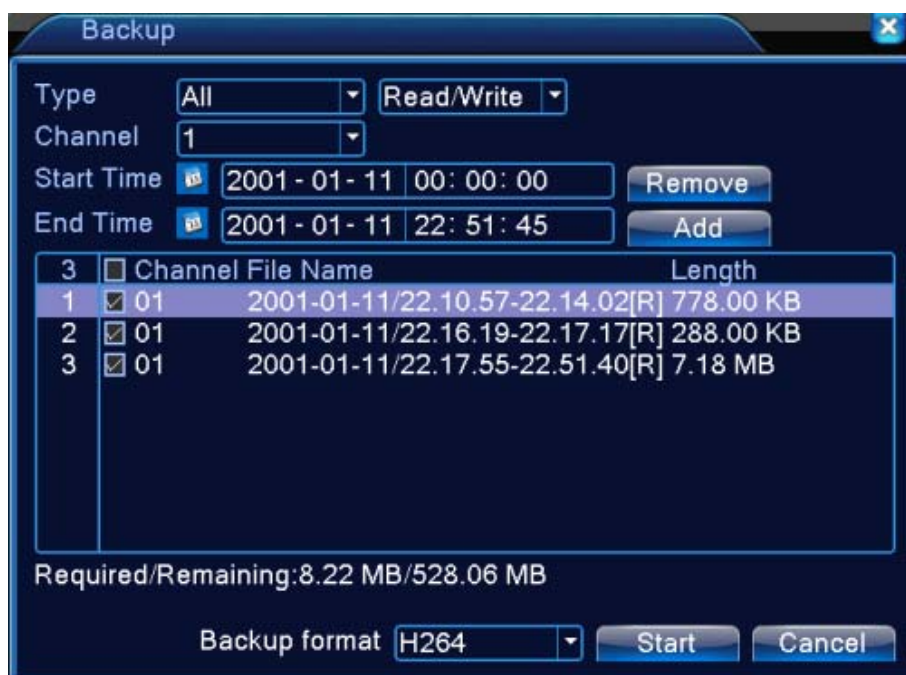 Backup
Type All Read/Write
Channel 1
Start Time 2001 - 01 - 11 00: 00: 00 Remove
End Time 2001 - 01 - 11 22: 51: 45 Add
3 Channel File Name Length
1 01 2001-01-11/22.10.57-22.14.02[R] 778.00 KB
2 01 2001-01-11/22.16.19-22.17.17[R] 288.00 KB
3 01 2001-01-11/22.17.55-22.51.40[R] 7.18 MB
Required/Remaining:8.22 MB/528.06 MB
Backup format H264 Start Cancel